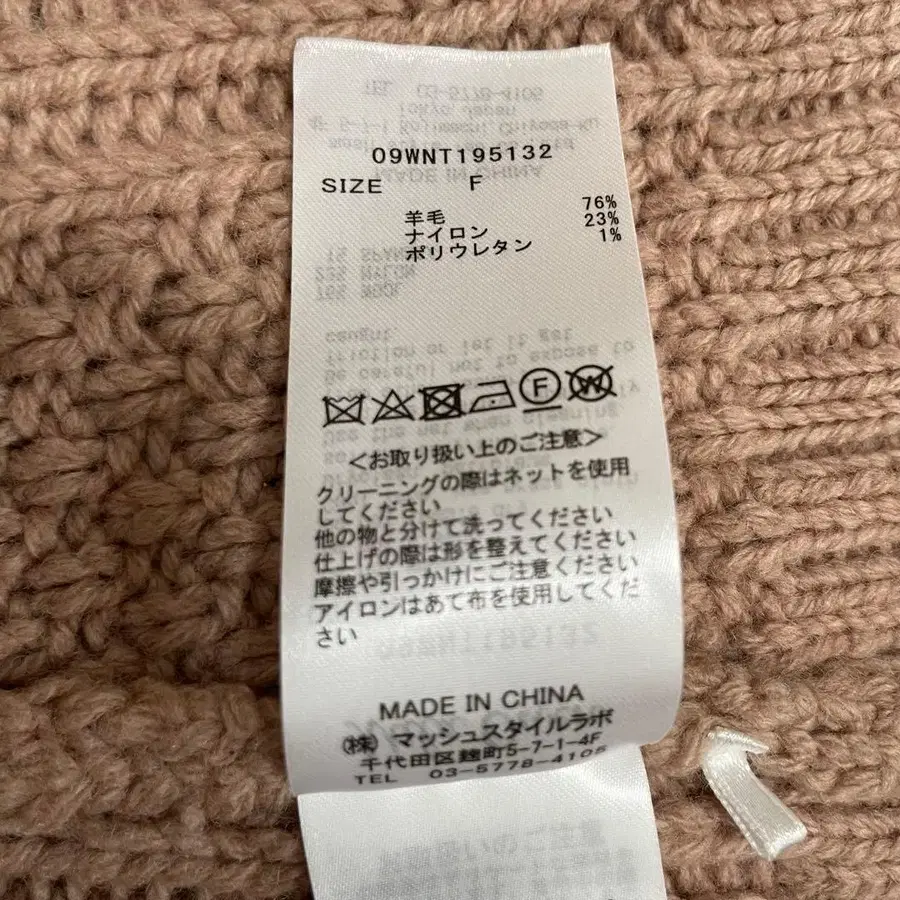 09WNT195132
SIZE F
羊毛 76%
ナイロン 23%
ポリウレタン 1%
F W
<お取り扱い上のご注意>
クリーニングの際はネットを使用
してください
他の物と分けて洗ってください
仕上げの際は形を整えてください
摩擦や引っかけにご注意ください
アイロンはあて布を使用してくだ
さい
MADE IN CHINA
(株) マッシュスタイルラボ
千代田区麹町5-7-1-4F
TEL 03-5778-4105